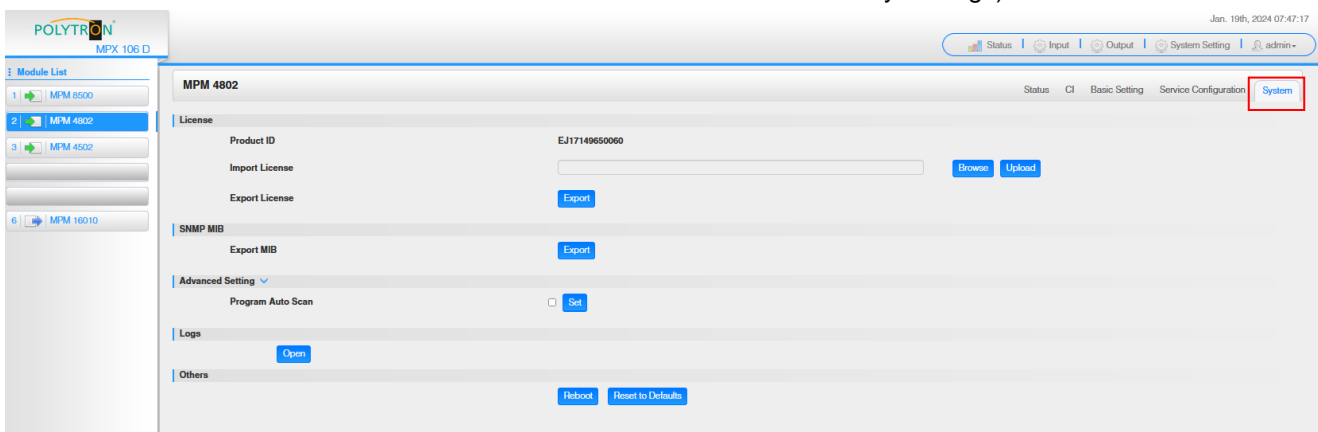 Jan. 19th, 2024 07:47:17
POLYTRON
MPX 106 D
Status Input Output System Setting admin
Module List
MPM 4802
Status CI Basic Setting Service Configuration System
1 MPM 8500
2 MPM 4802
3 MPM 4502
6 MPM 16010
License
Product ID EJ17149650060
Import License Browse Upload
Export License Export
SNMP MIB
Export MIB Export
Advanced Setting
Program Auto Scan Set
Logs
Open
Others
Reboot Reset to Defaults